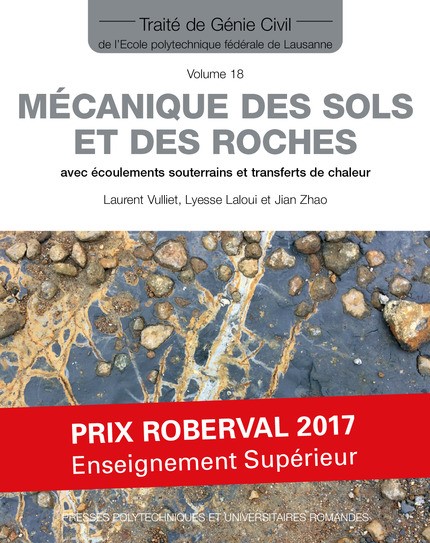 Traité de Génie Civil
de l'Ecole polytechnique fédérale de Lausanne
Volume 18
MÉCANIQUE DES SOLS
ET DES ROCHES
avec écoulements souterrains et transferts de chaleur
Laurent Vulliet, Lyesse Laloui et Jian Zhao
PRIX ROBERVAL 2017
Enseignement Supérieur
PRESSES POLYTECHNIQUES ET UNIVERSITAIRES ROMANDES